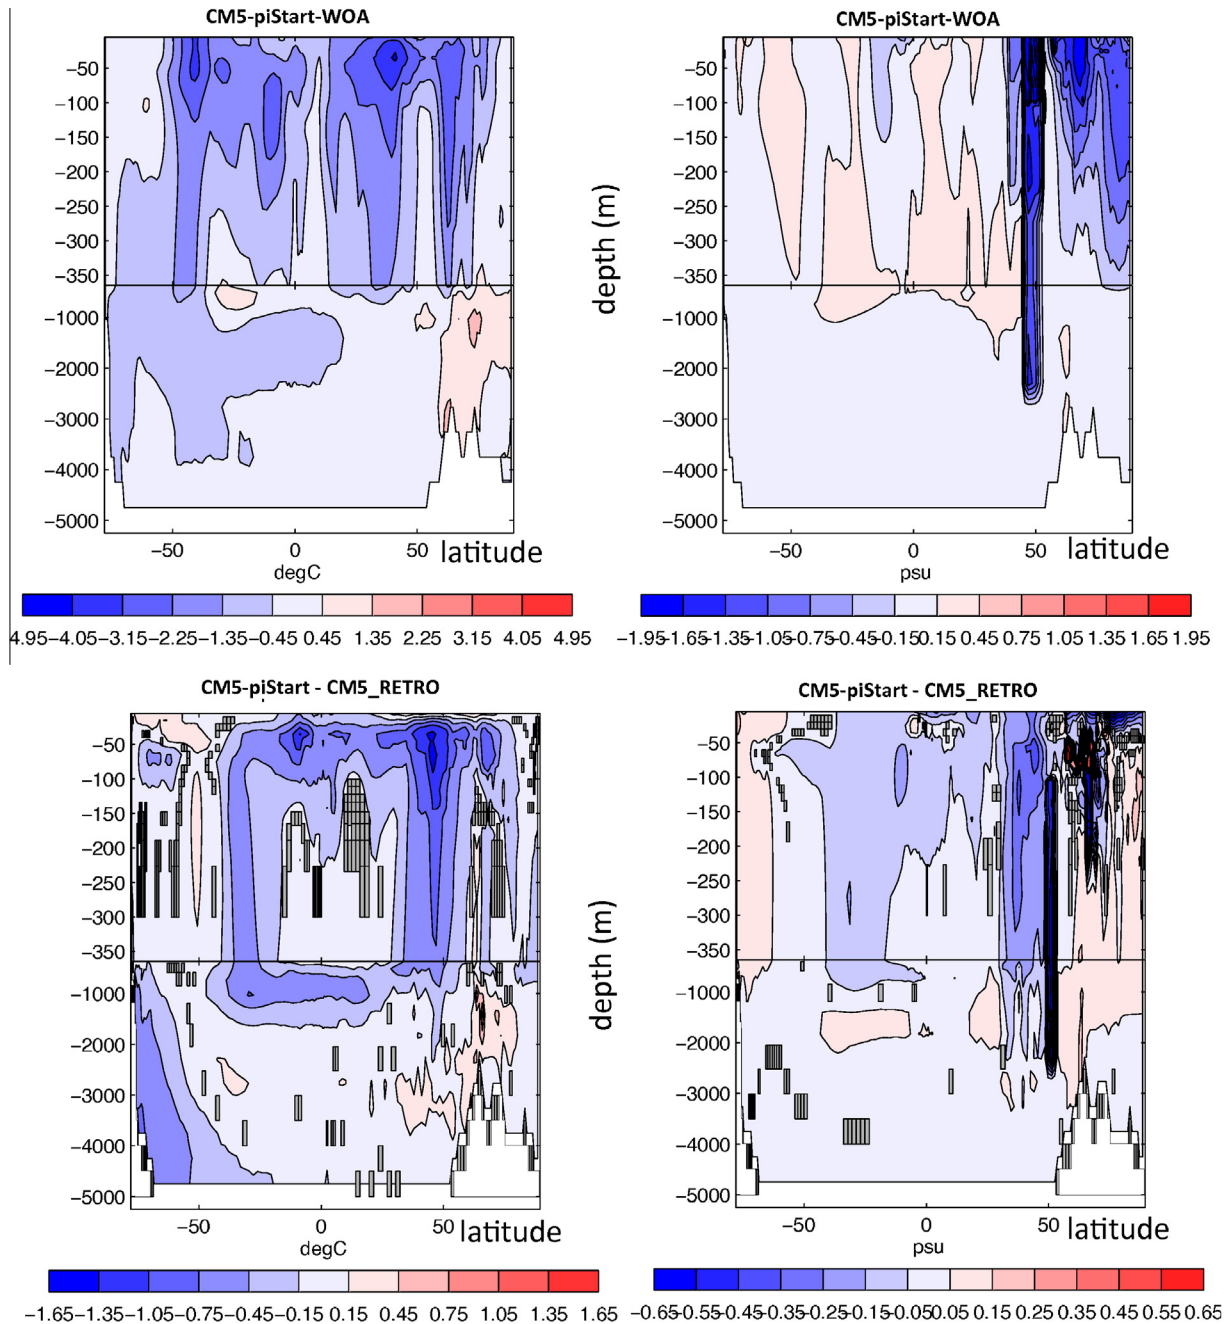 CM5-piStart-WOA
CM5-piStart-WOA
-50
-100
-150
-200
-250
-300
-350
-1000
-2000
-3000
-4000
-5000
-50 0 50 latitude
degC
4.95-4.05-3.15-2.25-1.35-0.45 0.45 1.35 2.25 3.15 4.05 4.95
depth (m)
-50
-100
-150
-200
-250
-300
-350
-1000
-2000
-3000
-4000
-5000
-50 0 50 latitude
psu
-1.95-1.65-1.35-1.05-0.75-0.45-0.15 0.15 0.45 0.75 1.05 1.35 1.65 1.95
CM5-piStart - CM5_RETRO
CM5-piStart - CM5_RETRO
-50
-100
-150
-200
-250
-300
-350
-1000
-2000
-3000
-4000
-5000
-50 0 50 latitude
degC
-1.65-1.35-1.05-0.75-0.45-0.15 0.15 0.45 0.75 1.05 1.35 1.65
depth (m)
-50
-100
-150
-200
-250
-300
-350
-1000
-2000
-3000
-4000
-5000
-50 0 50 latitude
psu
-0.65-0.55-0.45-0.35-0.25-0.15-0.05 0.05 0.15 0.25 0.35 0.45 0.55 0.65